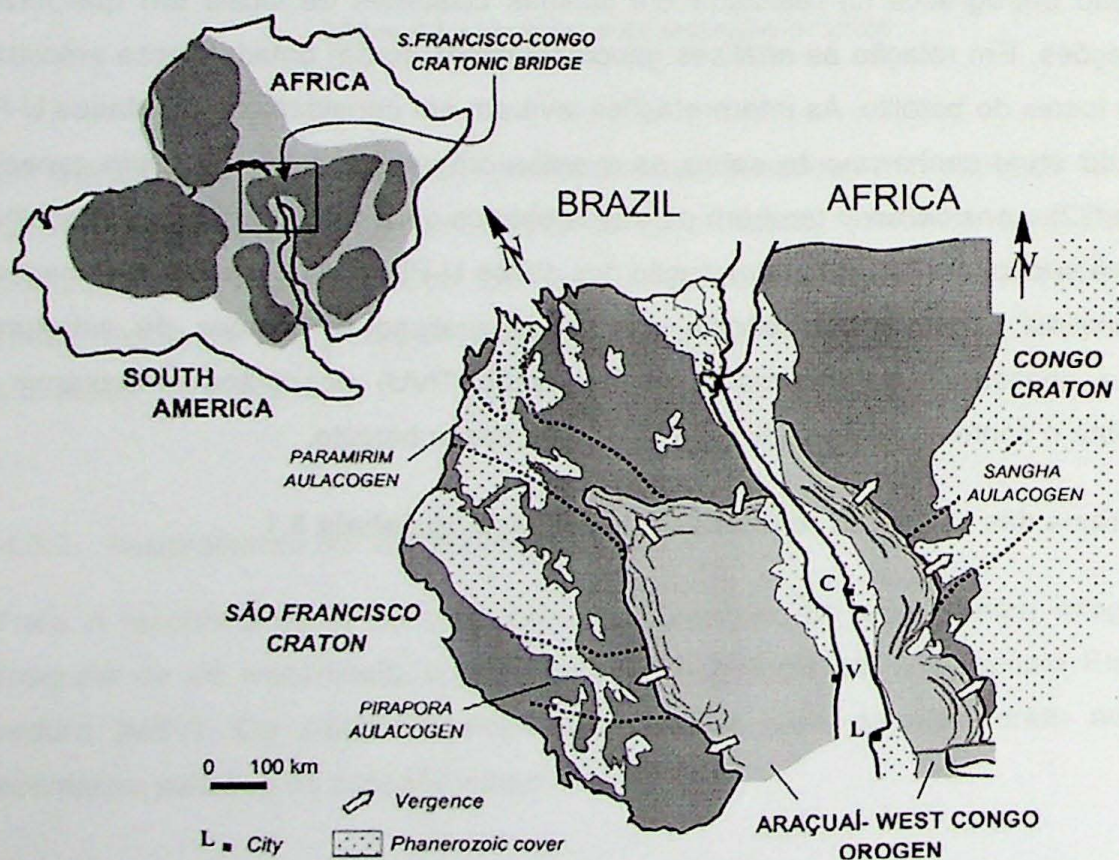 S.FRANCISCO-CONGO
CRATONIC BRIDGE
AFRICA
SOUTH
AMERICA
BRAZIL
AFRICA
N
N
CONGO
CRATON
PARAMIRIM
AULACOGEN
SANGHA
AULACOGEN
SÃO FRANCISCO
CRATON
C
V
L
PIRAPORA
AULACOGEN
0 100 km
Vergence
L City
Phanerozoic cover
ARAÇUAÍ- WEST CONGO
OROGEN